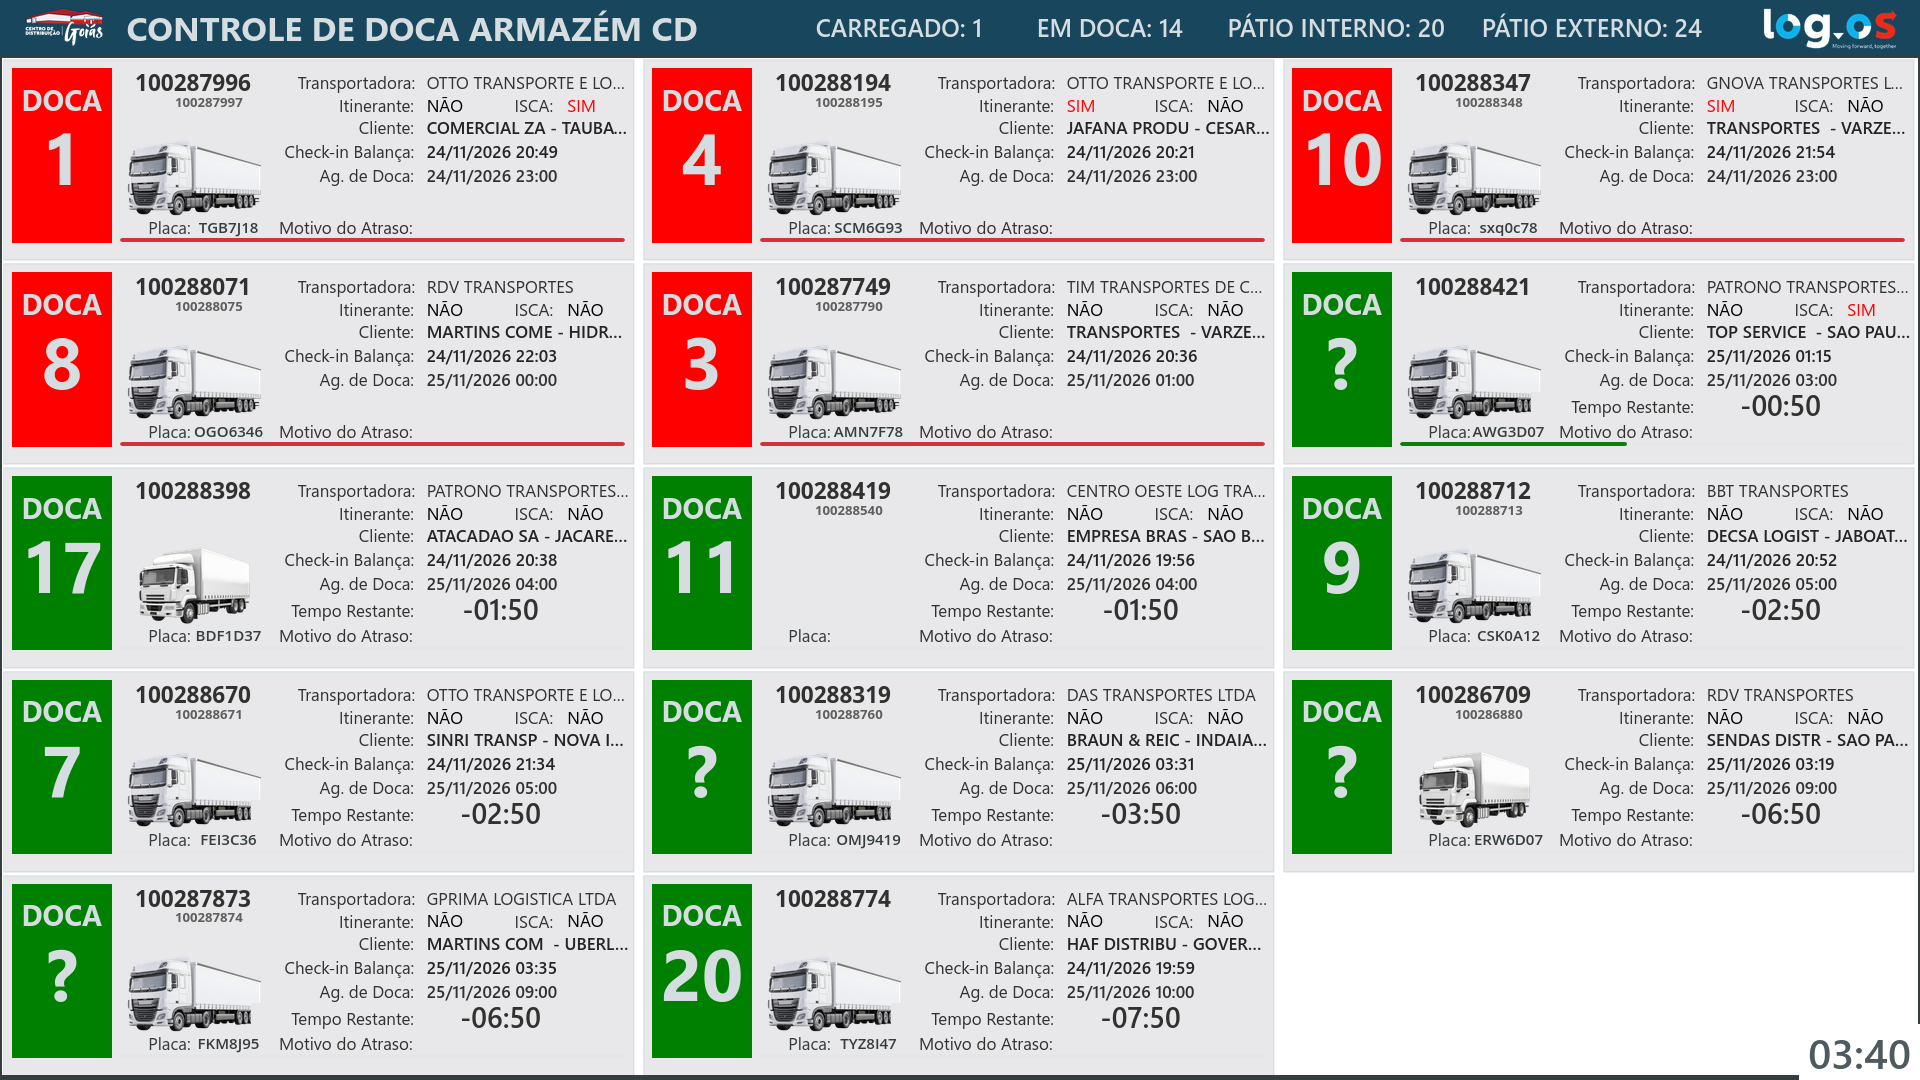 CENTRO DE DISTRIBUIÇÃO Goiás
CONTROLE DE DOCA ARMAZÉM CD
CARREGADO: 1 EM DOCA: 14 PÁTIO INTERNO: 20 PÁTIO EXTERNO: 24
log.os
Moving forward, together
DOCA
1
100287996
100287997
Transportadora: OTTO TRANSPORTE E LO...
Itinerante: NÃO ISCA: SIM
Cliente: COMERCIAL ZA - TAUBA...
Check-in Balança: 24/11/2026 20:49
Ag. de Doca: 24/11/2026 23:00
Placa: TGB7J18 Motivo do Atraso:
DOCA
4
100288194
100288195
Transportadora: OTTO TRANSPORTE E LO...
Itinerante: SIM ISCA: NÃO
Cliente: JAFANA PRODU - CESAR...
Check-in Balança: 24/11/2026 20:21
Ag. de Doca: 24/11/2026 23:00
Placa: SCM6G93 Motivo do Atraso:
DOCA
10
100288347
100288348
Transportadora: GNOVA TRANSPORTES L...
Itinerante: SIM ISCA: NÃO
Cliente: TRANSPORTES - VARZE...
Check-in Balança: 24/11/2026 21:54
Ag. de Doca: 24/11/2026 23:00
Placa: sxq0c78 Motivo do Atraso:
DOCA
8
100288071
100288075
Transportadora: RDV TRANSPORTES
Itinerante: NÃO ISCA: NÃO
Cliente: MARTINS COME - HIDR...
Check-in Balança: 24/11/2026 22:03
Ag. de Doca: 25/11/2026 00:00
Placa: OGO6346 Motivo do Atraso:
DOCA
3
100287749
100287790
Transportadora: TIM TRANSPORTES DE C...
Itinerante: NÃO ISCA: NÃO
Cliente: TRANSPORTES - VARZE...
Check-in Balança: 24/11/2026 20:36
Ag. de Doca: 25/11/2026 01:00
Placa: AMN7F78 Motivo do Atraso:
DOCA
?
100288421
Transportadora: PATRONO TRANSPORTES...
Itinerante: NÃO ISCA: SIM
Cliente: TOP SERVICE - SAO PAU...
Check-in Balança: 25/11/2026 01:15
Ag. de Doca: 25/11/2026 03:00
Tempo Restante: -00:50
Placa: AWG3D07 Motivo do Atraso:
DOCA
17
100288398
Transportadora: PATRONO TRANSPORTES...
Itinerante: NÃO ISCA: NÃO
Cliente: ATACADAO SA - JACARE...
Check-in Balança: 24/11/2026 20:38
Ag. de Doca: 25/11/2026 04:00
Tempo Restante: -01:50
Placa: BDF1D37 Motivo do Atraso:
DOCA
11
100288419
100288540
Transportadora: CENTRO OESTE LOG TRA...
Itinerante: NÃO ISCA: NÃO
Cliente: EMPRESA BRAS - SAO B...
Check-in Balança: 24/11/2026 19:56
Ag. de Doca: 25/11/2026 04:00
Tempo Restante: -01:50
Placa: Motivo do Atraso:
DOCA
9
100288712
100288713
Transportadora: BBT TRANSPORTES
Itinerante: NÃO ISCA: NÃO
Cliente: DECSA LOGIST - JABOAT...
Check-in Balança: 24/11/2026 20:52
Ag. de Doca: 25/11/2026 05:00
Tempo Restante: -02:50
Placa: CSK0A12 Motivo do Atraso:
DOCA
7
100288670
100288671
Transportadora: OTTO TRANSPORTE E LO...
Itinerante: NÃO ISCA: NÃO
Cliente: SINRI TRANSP - NOVA I...
Check-in Balança: 24/11/2026 21:34
Ag. de Doca: 25/11/2026 05:00
Tempo Restante: -02:50
Placa: FEI3C36 Motivo do Atraso:
DOCA
?
100288319
100288760
Transportadora: DAS TRANSPORTES LTDA
Itinerante: NÃO ISCA: NÃO
Cliente: BRAUN & REIC - INDAIA...
Check-in Balança: 25/11/2026 03:31
Ag. de Doca: 25/11/2026 06:00
Tempo Restante: -03:50
Placa: OMJ9419 Motivo do Atraso:
DOCA
?
100286709
100286880
Transportadora: RDV TRANSPORTES
Itinerante: NÃO ISCA: NÃO
Cliente: SENDAS DISTR - SAO PA...
Check-in Balança: 25/11/2026 03:19
Ag. de Doca: 25/11/2026 09:00
Tempo Restante: -06:50
Placa: ERW6D07 Motivo do Atraso:
DOCA
?
100287873
100287874
Transportadora: GPRIMA LOGISTICA LTDA
Itinerante: NÃO ISCA: NÃO
Cliente: MARTINS COM - UBERL...
Check-in Balança: 25/11/2026 03:35
Ag. de Doca: 25/11/2026 09:00
Tempo Restante: -06:50
Placa: FKM8J95 Motivo do Atraso:
DOCA
20
100288774
Transportadora: ALFA TRANSPORTES LOG...
Itinerante: NÃO ISCA: NÃO
Cliente: HAF DISTRIBU - GOVER...
Check-in Balança: 24/11/2026 19:59
Ag. de Doca: 25/11/2026 10:00
Tempo Restante: -07:50
Placa: TYZ8I47 Motivo do Atraso:
03:40